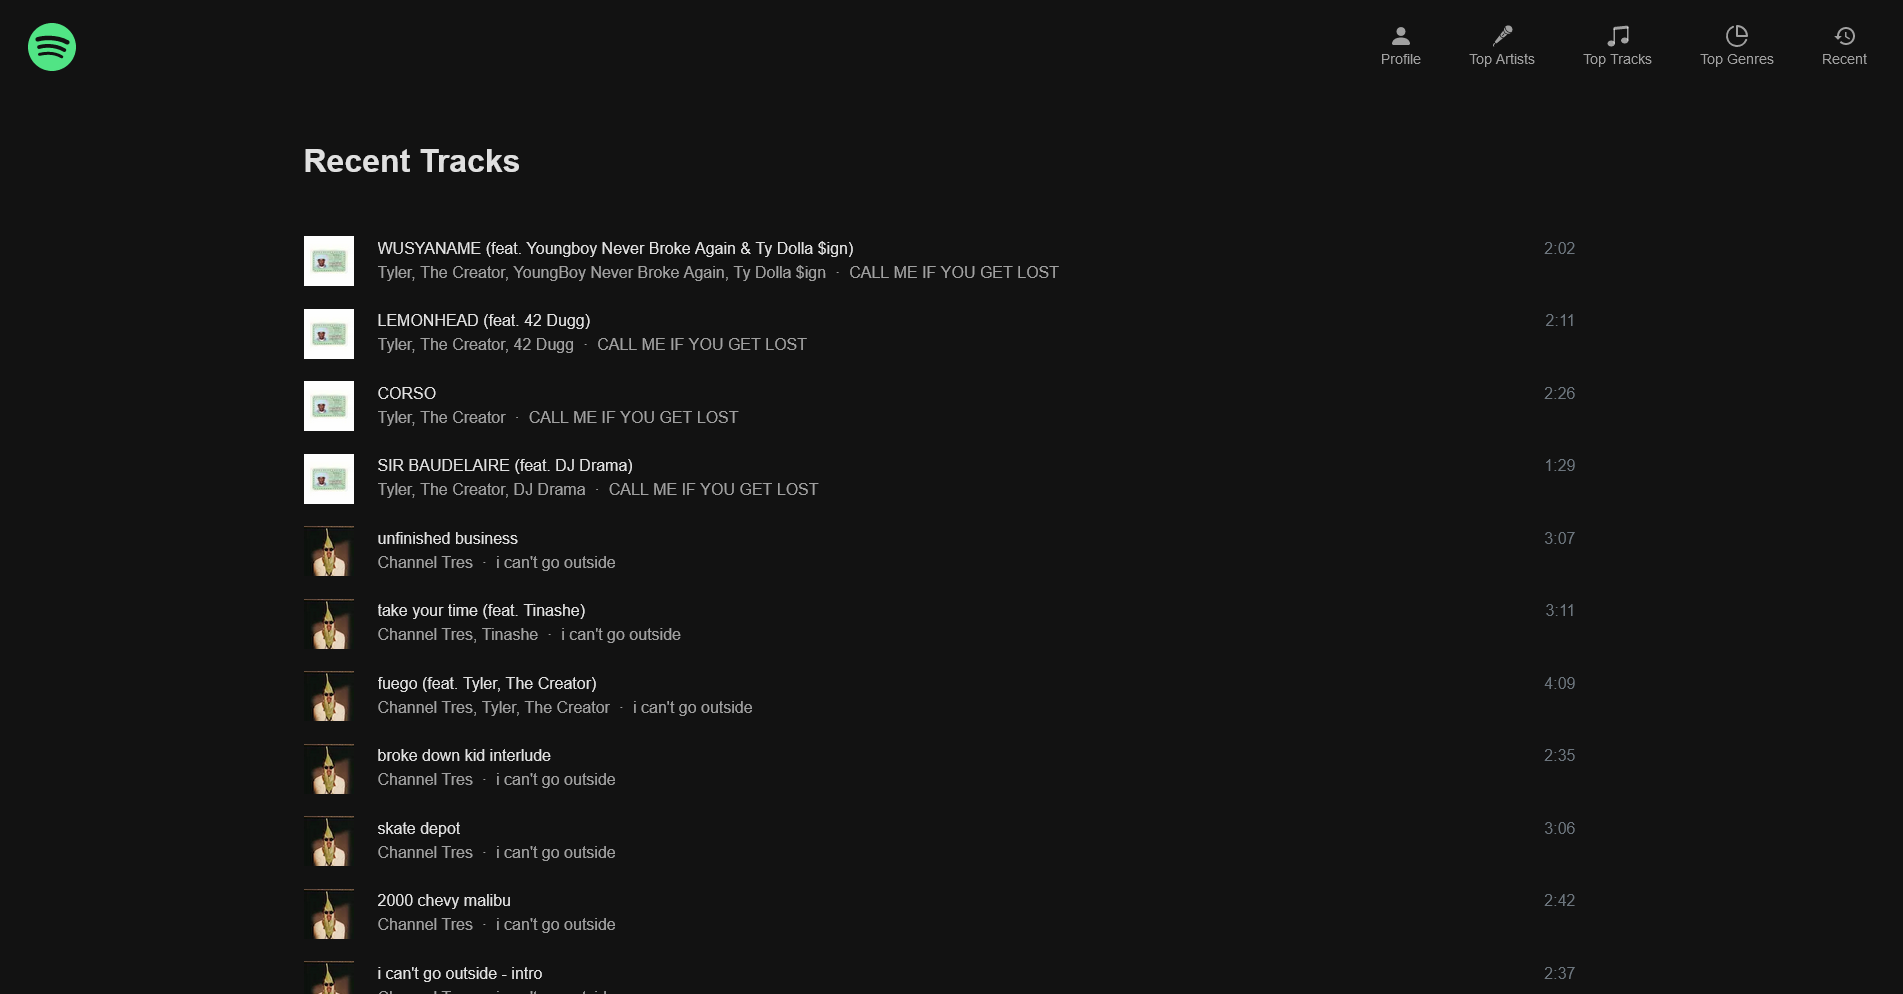 Profile
Top Artists
Top Tracks
Top Genres
Recent
Recent Tracks
WUSYANAME (feat. Youngboy Never Broke Again & Ty Dolla $ign)
2:02
Tyler, The Creator, YoungBoy Never Broke Again, Ty Dolla $ign · CALL ME IF YOU GET LOST
LEMONHEAD (feat. 42 Dugg)
2:11
Tyler, The Creator, 42 Dugg · CALL ME IF YOU GET LOST
CORSO
2:26
Tyler, The Creator · CALL ME IF YOU GET LOST
SIR BAUDELAIRE (feat. DJ Drama)
1:29
Tyler, The Creator, DJ Drama · CALL ME IF YOU GET LOST
unfinished business
3:07
Channel Tres · i can't go outside
take your time (feat. Tinashe)
3:11
Channel Tres, Tinashe · i can't go outside
fuego (feat. Tyler, The Creator)
4:09
Channel Tres, Tyler, The Creator · i can't go outside
broke down kid interlude
2:35
Channel Tres · i can't go outside
skate depot
3:06
Channel Tres · i can't go outside
2000 chevy malibu
2:42
Channel Tres · i can't go outside
i can't go outside - intro
2:37